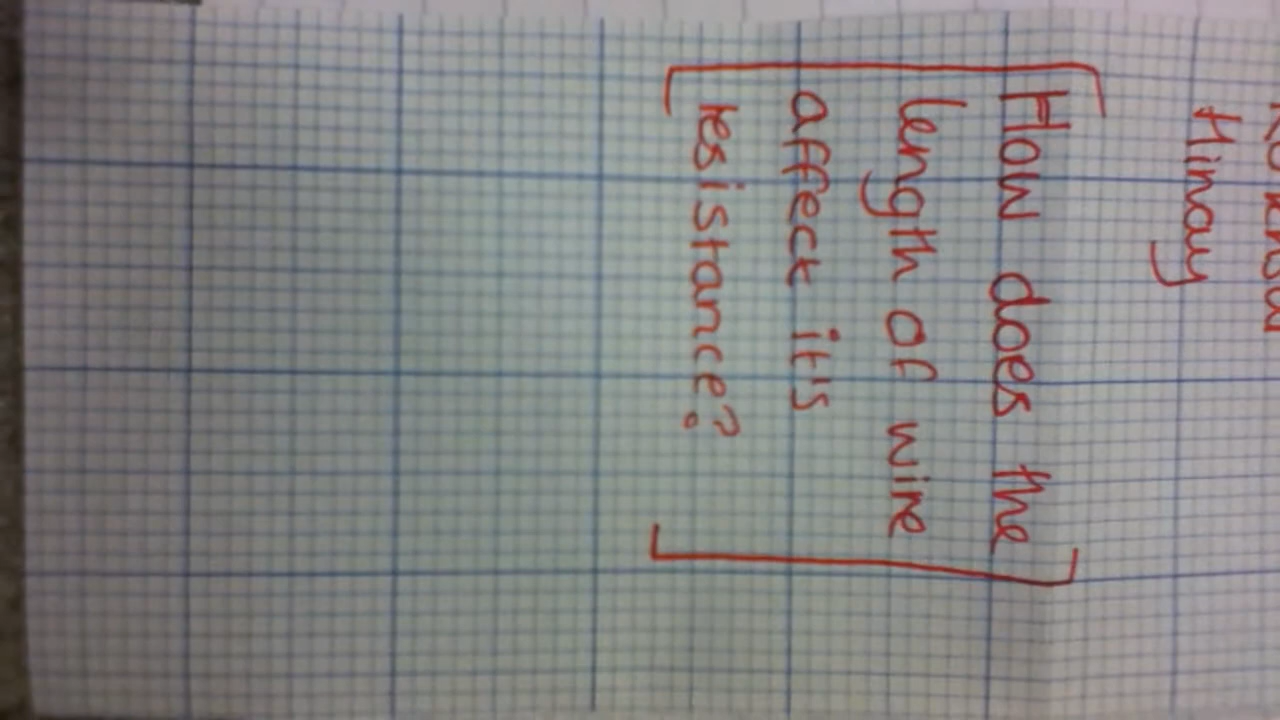 Hinay
How does the
length of wire
affect it's
resistance?